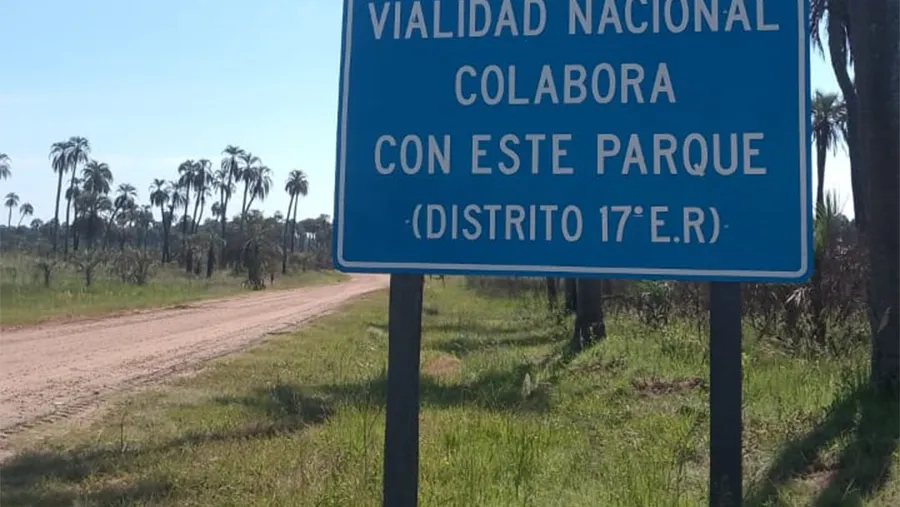 VIALIDAD NACIONAL
COLABORA
CON ESTE PARQUE
(DISTRITO 17° E.R)